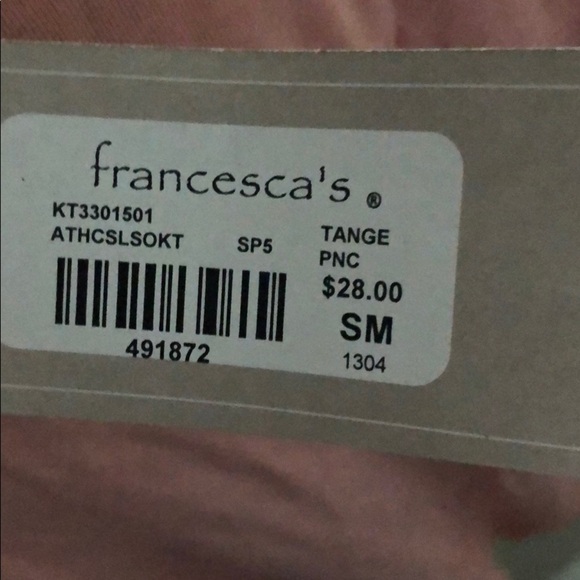 francesca's ®
KT3301501
ATHCSLSOKT SP5
TANGE
PNC
$28.00
SM
1304
491872